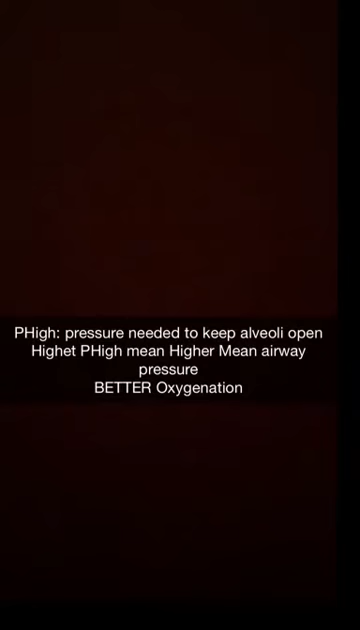 PHigh: pressure needed to keep alveoli open
Highet PHigh mean Higher Mean airway
pressure
BETTER Oxygenation